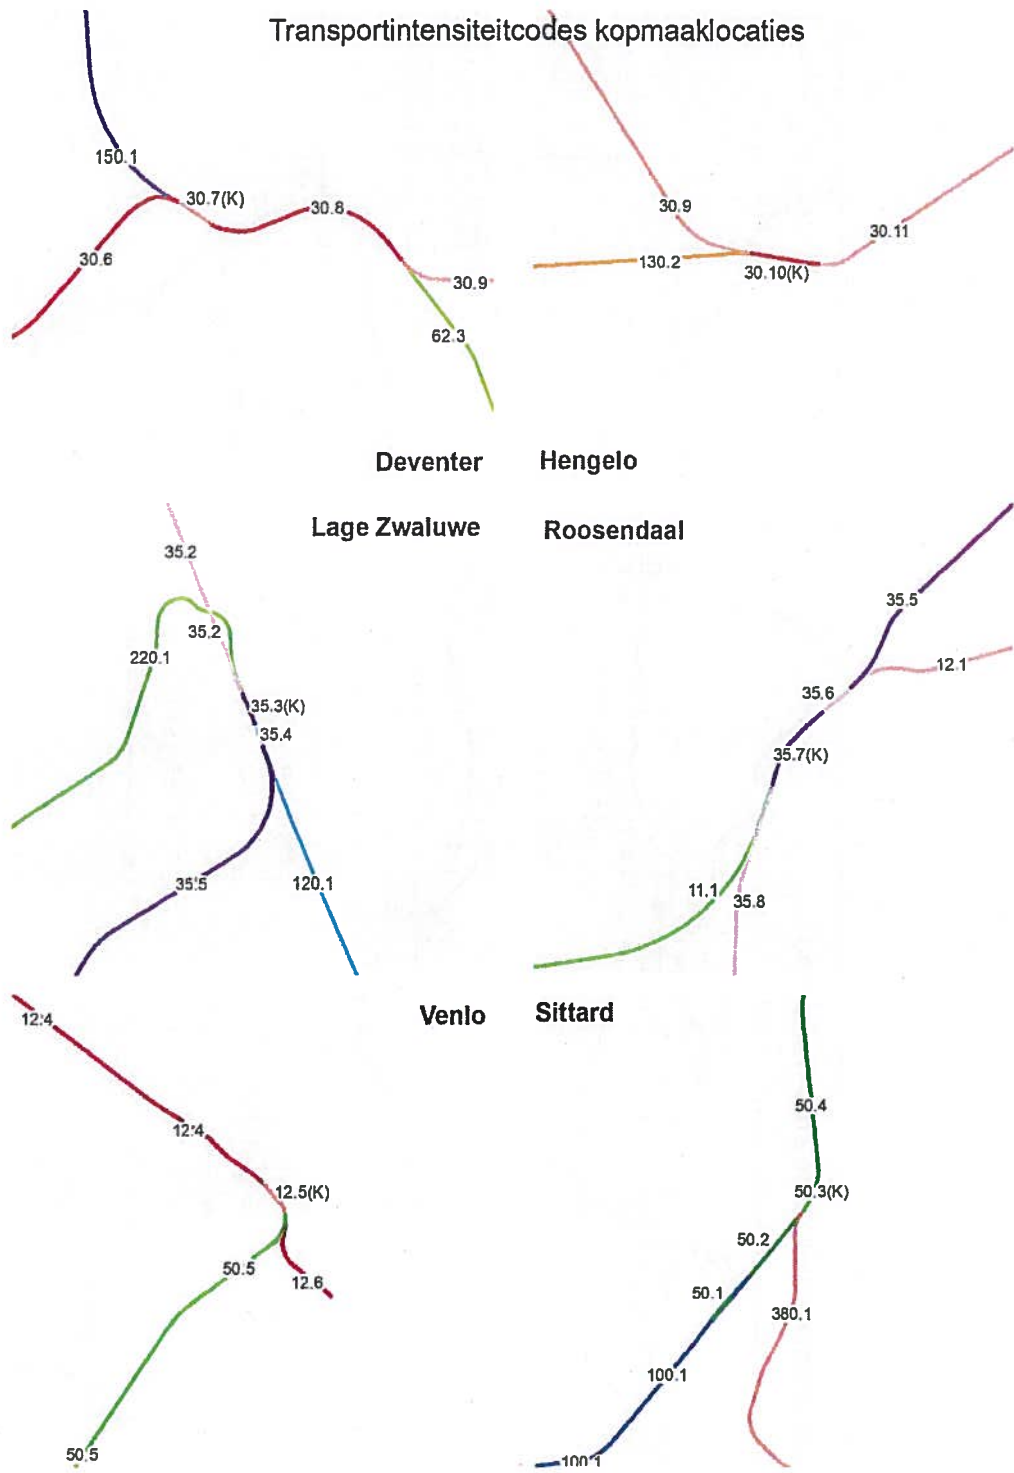 Transportintensiteitcodes kopmaaklocaties
150.1
30.7(K)
30.8
30.6
30.9
62.3
30.9
30.11
130.2
30.10(K)
Deventer
Hengelo
Lage Zwaluwe
Roosendaal
35.2
35.2
220.1
35.3(K)
35.4
35.5
120.1
35.5
12.1
35.6
35.7(K)
11.1
35.8
Venlo
Sittard
12.4
12.4
12.5(K)
50.5
12.6
50.5
50.4
50.3(K)
50.2
50.1
380.1
100.1
100.1